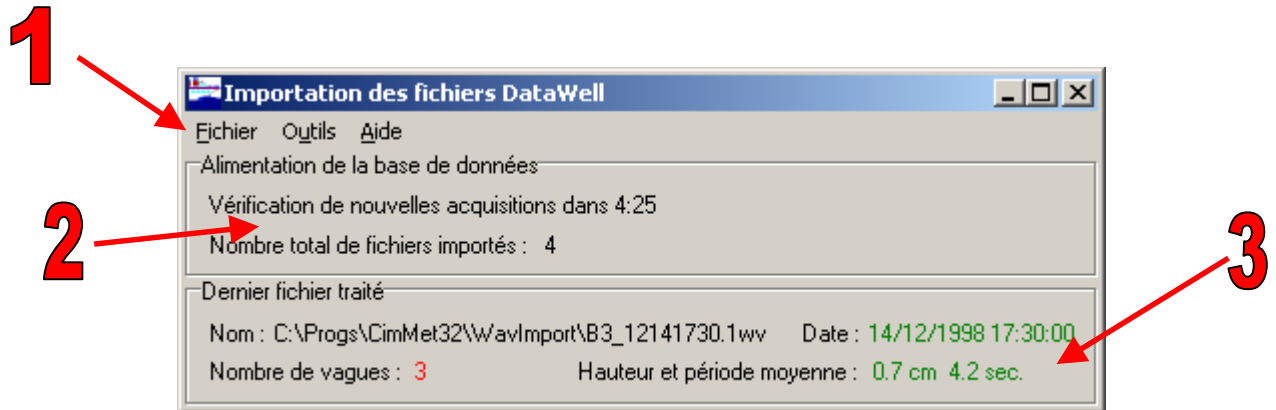 1
Importation des fichiers DataWell
Fichier Outils Aide
Alimentation de la base de données
Vérification de nouvelles acquisitions dans 4:25
2
Nombre total de fichiers importés : 4
3
Dernier fichier traité
Nom : C:\Progs\CimMet32\WavImport\B3_12141730.1wv Date : 14/12/1998 17:30:00
Nombre de vagues : 3 Hauteur et période moyenne : 0.7 cm 4.2 sec.